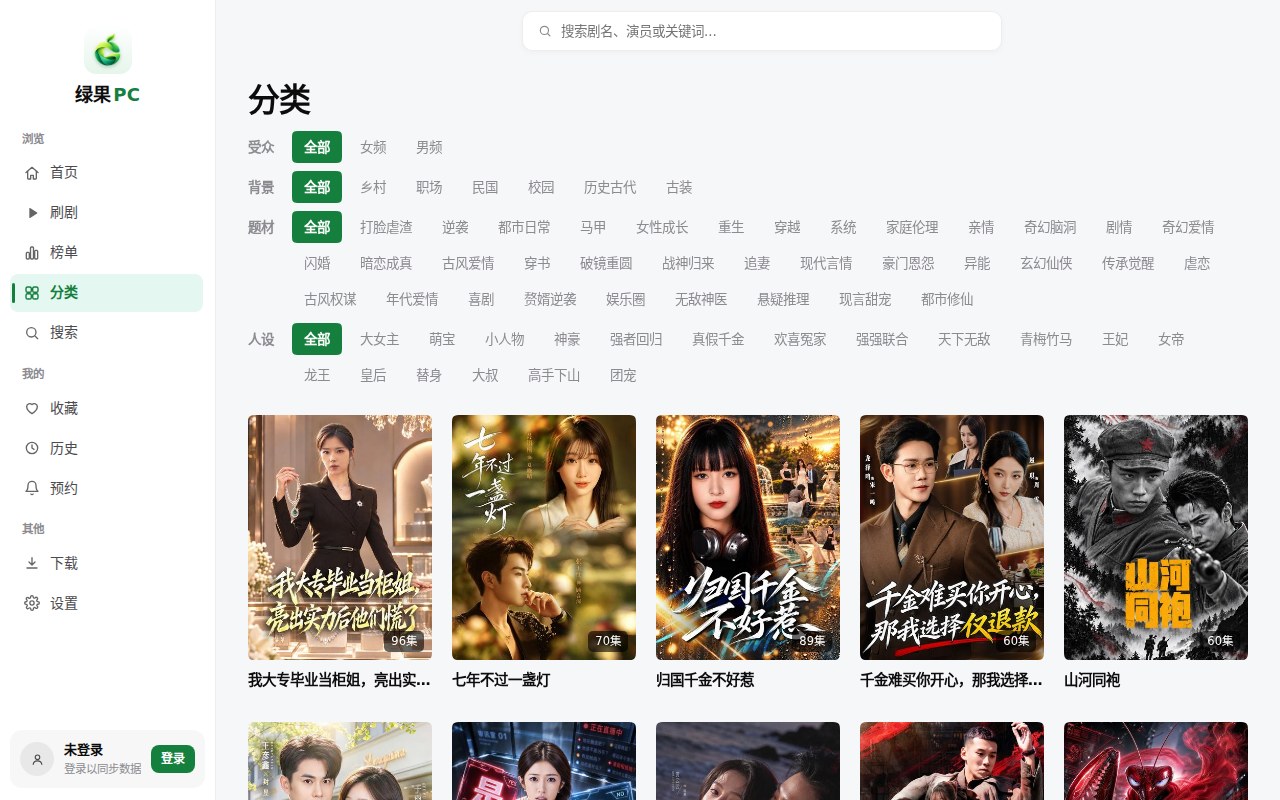 绿果PC
浏览
首页
刷剧
榜单
分类
搜索
我的
收藏
历史
预约
其他
下载
设置
未登录
登录以同步数据
登录
搜索剧名、演员或关键词...
分类
受众 全部 女频 男频
背景 全部 乡村 职场 民国 校园 历史古代 古装
题材 全部 打脸虐渣 逆袭 都市日常 马甲 女性成长 重生 穿越 系统 家庭伦理 亲情 奇幻脑洞 剧情 奇幻爱情
闪婚 暗恋成真 古风爱情 穿书 破镜重圆 战神归来 追妻 现代言情 豪门恩怨 异能 玄幻仙侠 传承觉醒 虐恋
古风权谋 年代爱情 喜剧 赘婿逆袭 娱乐圈 无敌神医 悬疑推理 现言甜宠 都市修仙
人设 全部 大女主 萌宝 小人物 神豪 强者回归 真假千金 欢喜冤家 强强联合 天下无敌 青梅竹马 王妃 女帝
龙王 皇后 替身 大叔 高手下山 团宠
我大专毕业当柜姐,
亮出实力后他们慌了
96集
我大专毕业当柜姐，亮出实...
七年不过一盏灯
70集
七年不过一盏灯
归国千金
不好惹
89集
归国千金不好惹
千金难买你开心,
那我选择仅退款
60集
千金难买你开心，那我选择...
山河
同袍
60集
山河同袍
正在直播中
YES
NO